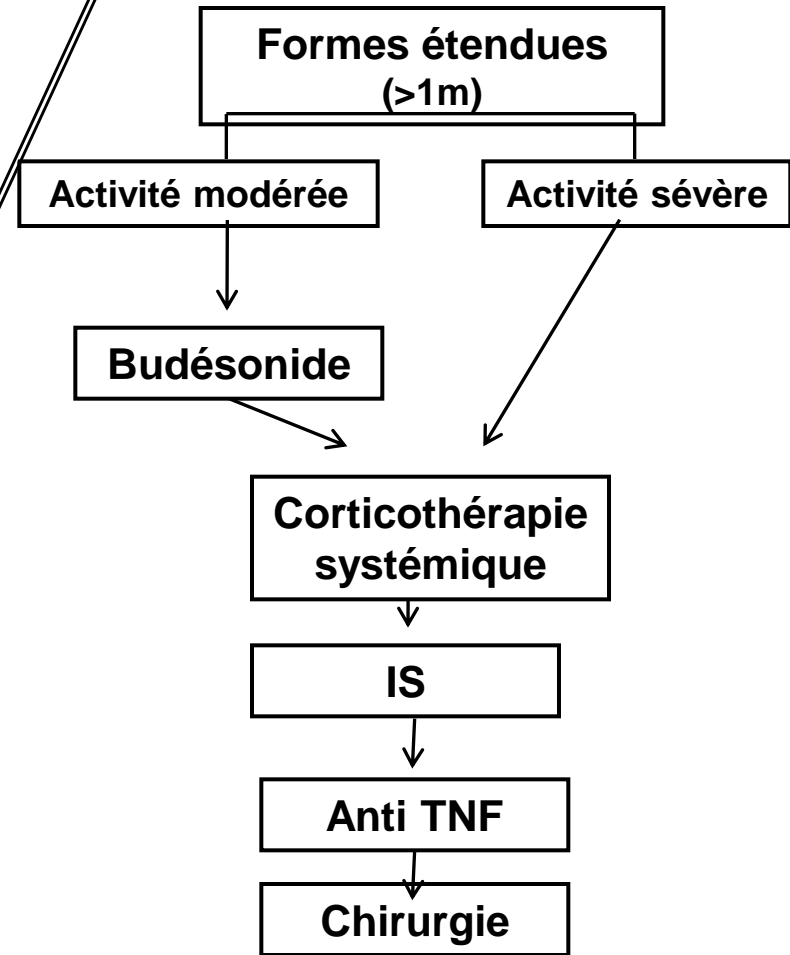 Formes étendues
(>1m)
Activité modérée
Activité sévère
Budésonide
Corticothérapie
systémique
IS
Anti TNF
Chirurgie